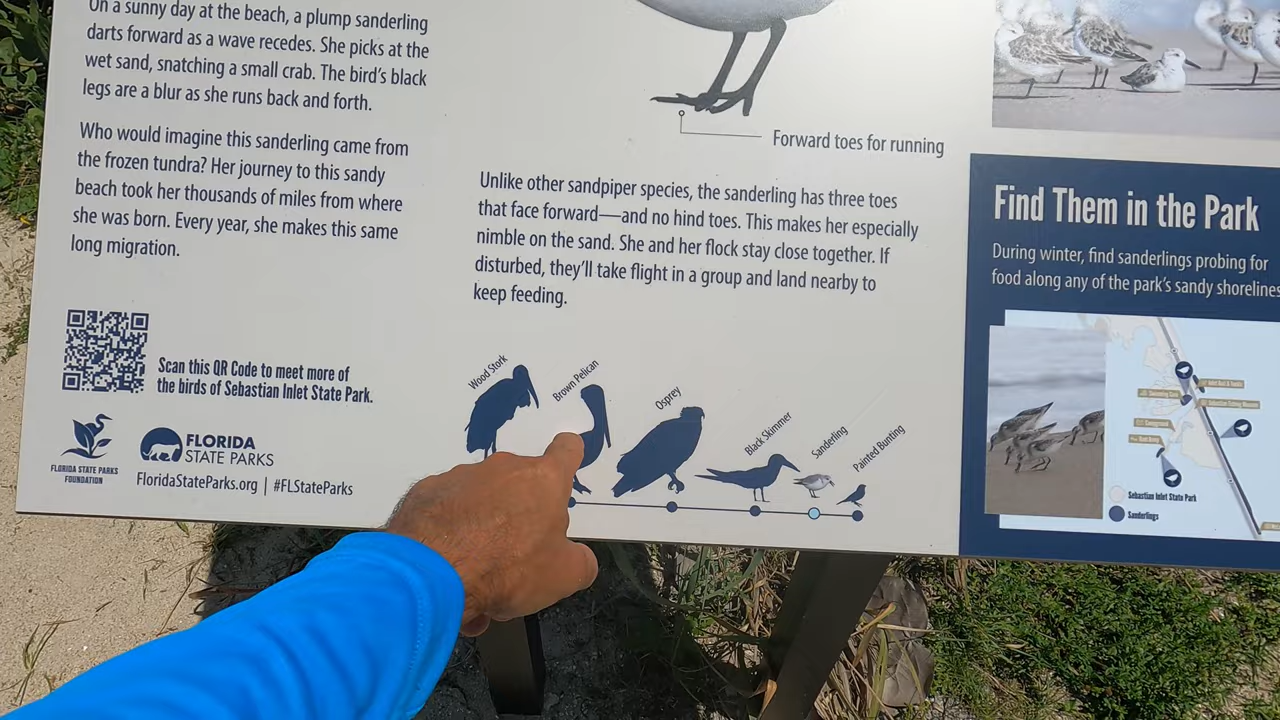 On a sunny day at the beach, a plump sanderling
darts forward as a wave recedes. She picks at the
wet sand, snatching a small crab. The bird's black
legs are a blur as she runs back and forth.
Who would imagine this sanderling came from
the frozen tundra? Her journey to this sandy
beach took her thousands of miles from where
she was born. Every year, she makes this same
long migration.
Scan this QR Code to meet more of
the birds of Sebastian Inlet State Park.
FLORIDA STATE PARKS
FOUNDATION
FLORIDA
STATE PARKS
FloridaStateParks.org | #FLStateParks
Forward toes for running
Unlike other sandpiper species, the sanderling has three toes
that face forward—and no hind toes. This makes her especially
nimble on the sand. She and her flock stay close together. If
disturbed, they'll take flight in a group and land nearby to
keep feeding.
Wood Stork
Brown Pelican
Osprey
Black Skimmer
Sanderling
Painted Bunting
Find Them in the Park
During winter, find sanderlings probing for
food along any of the park's sandy shorelines
Sebastian Inlet State Park
Sanderlings